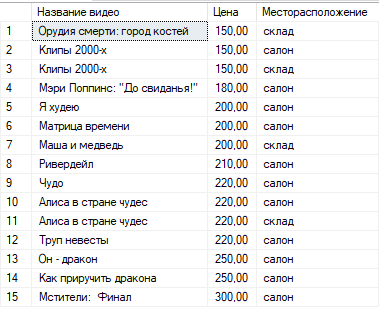 Название видео Цена Месторасположение
1 Орудия смерти: город костей 150,00 склад
2 Клипы 2000-х 150,00 салон
3 Клипы 2000-х 150,00 склад
4 Мэри Поппинс: "До свиданья!" 180,00 салон
5 Я худею 200,00 салон
6 Матрица времени 200,00 салон
7 Маша и медведь 200,00 склад
8 Ривердейл 210,00 салон
9 Чудо 220,00 салон
10 Алиса в стране чудес 220,00 салон
11 Алиса в стране чудес 220,00 склад
12 Труп невесты 220,00 салон
13 Он - дракон 250,00 салон
14 Как приручить дракона 250,00 салон
15 Мстители: Финал 300,00 салон